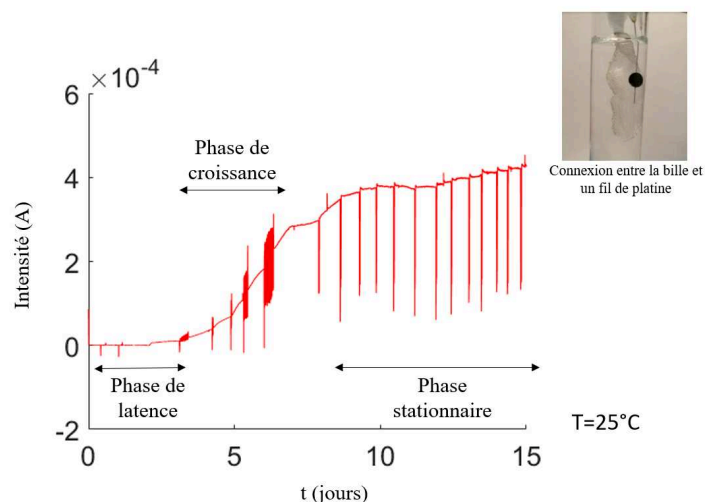 ×10⁻⁴
6
4
2
0
-2
Intensité (A)
Phase de
croissance
Phase de
latence
Phase
stationnaire
0
5
10
15
t (jours)
Connexion entre la bille et
un fil de platine
T=25°C